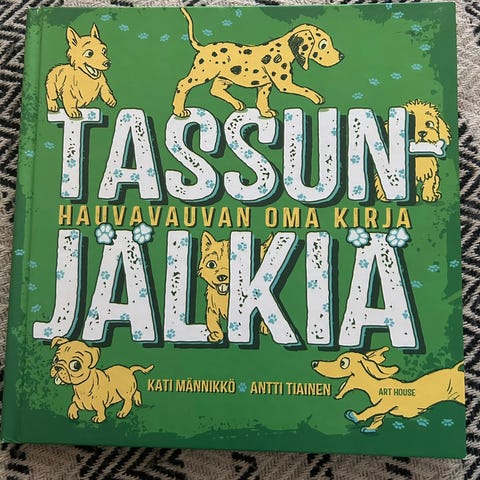 TASSUN-
HAUVAVAUVAN OMA KIRJA
JÄLKIÄ
KATI MÄNNIKKÖ ANTTI TIAINEN
ART HOUSE